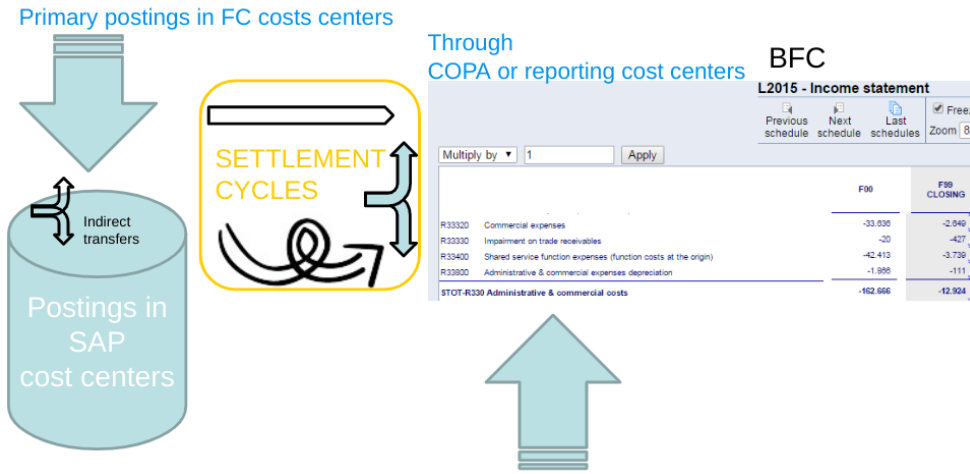 Primary postings in FC costs centers
Through
COPA or reporting cost centers
BFC
L2015 - Income statement
Previous schedule
Next schedule
Last schedules
Freez
Zoom 8
Multiply by 1 Apply
SETTLEMENT
CYCLES
Indirect
transfers
Postings in
SAP
cost centers
F00 F99 CLOSING
R33320 Commercial expenses -33.636 -2.649
R33330 Impairment on trade receivables -20 -427
R33400 Shared service function expenses (function costs at the origin) -42.413 -3.739
R33800 Administrative & commercial expenses depreciation -1.966 -111
STOT-R330 Administrative & commercial costs -162.666 -12.924